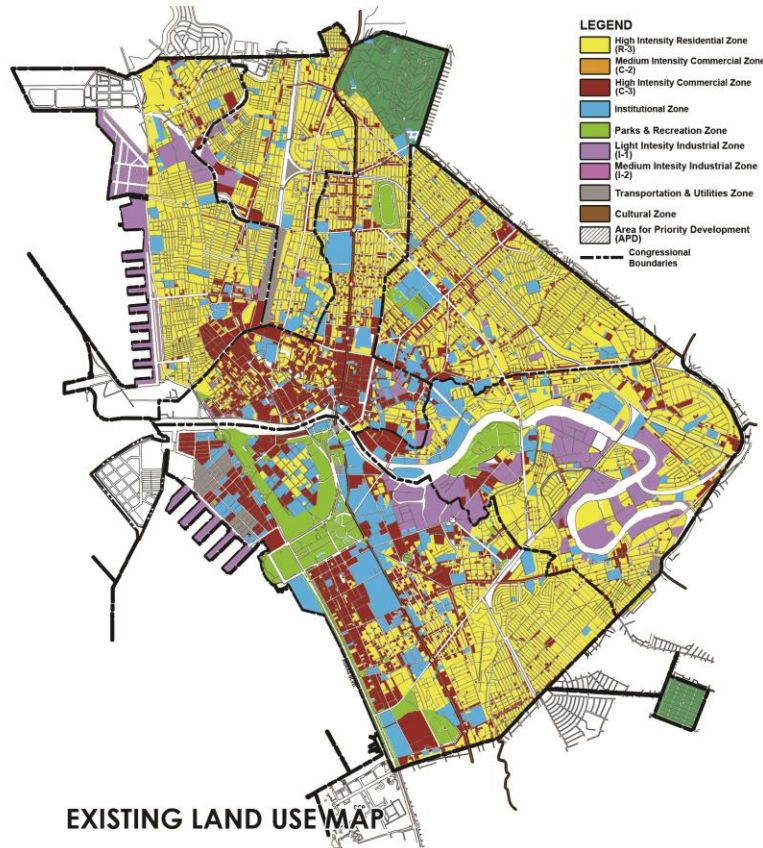 LEGEND
High Intensity Residential Zone
(R-3)
Medium Intensity Commercial Zone
(C-2)
High Intensity Commercial Zone
(C-3)
Institutional Zone
Parks & Recreation Zone
Light Intesity Industrial Zone
(I-1)
Medium Intesity Industrial Zone
(I-2)
Transportation & Utilities Zone
Cultural Zone
Area for Priority Development
(APD)
Congressional
Boundaries
CCP
EXISTING LAND USE MAP